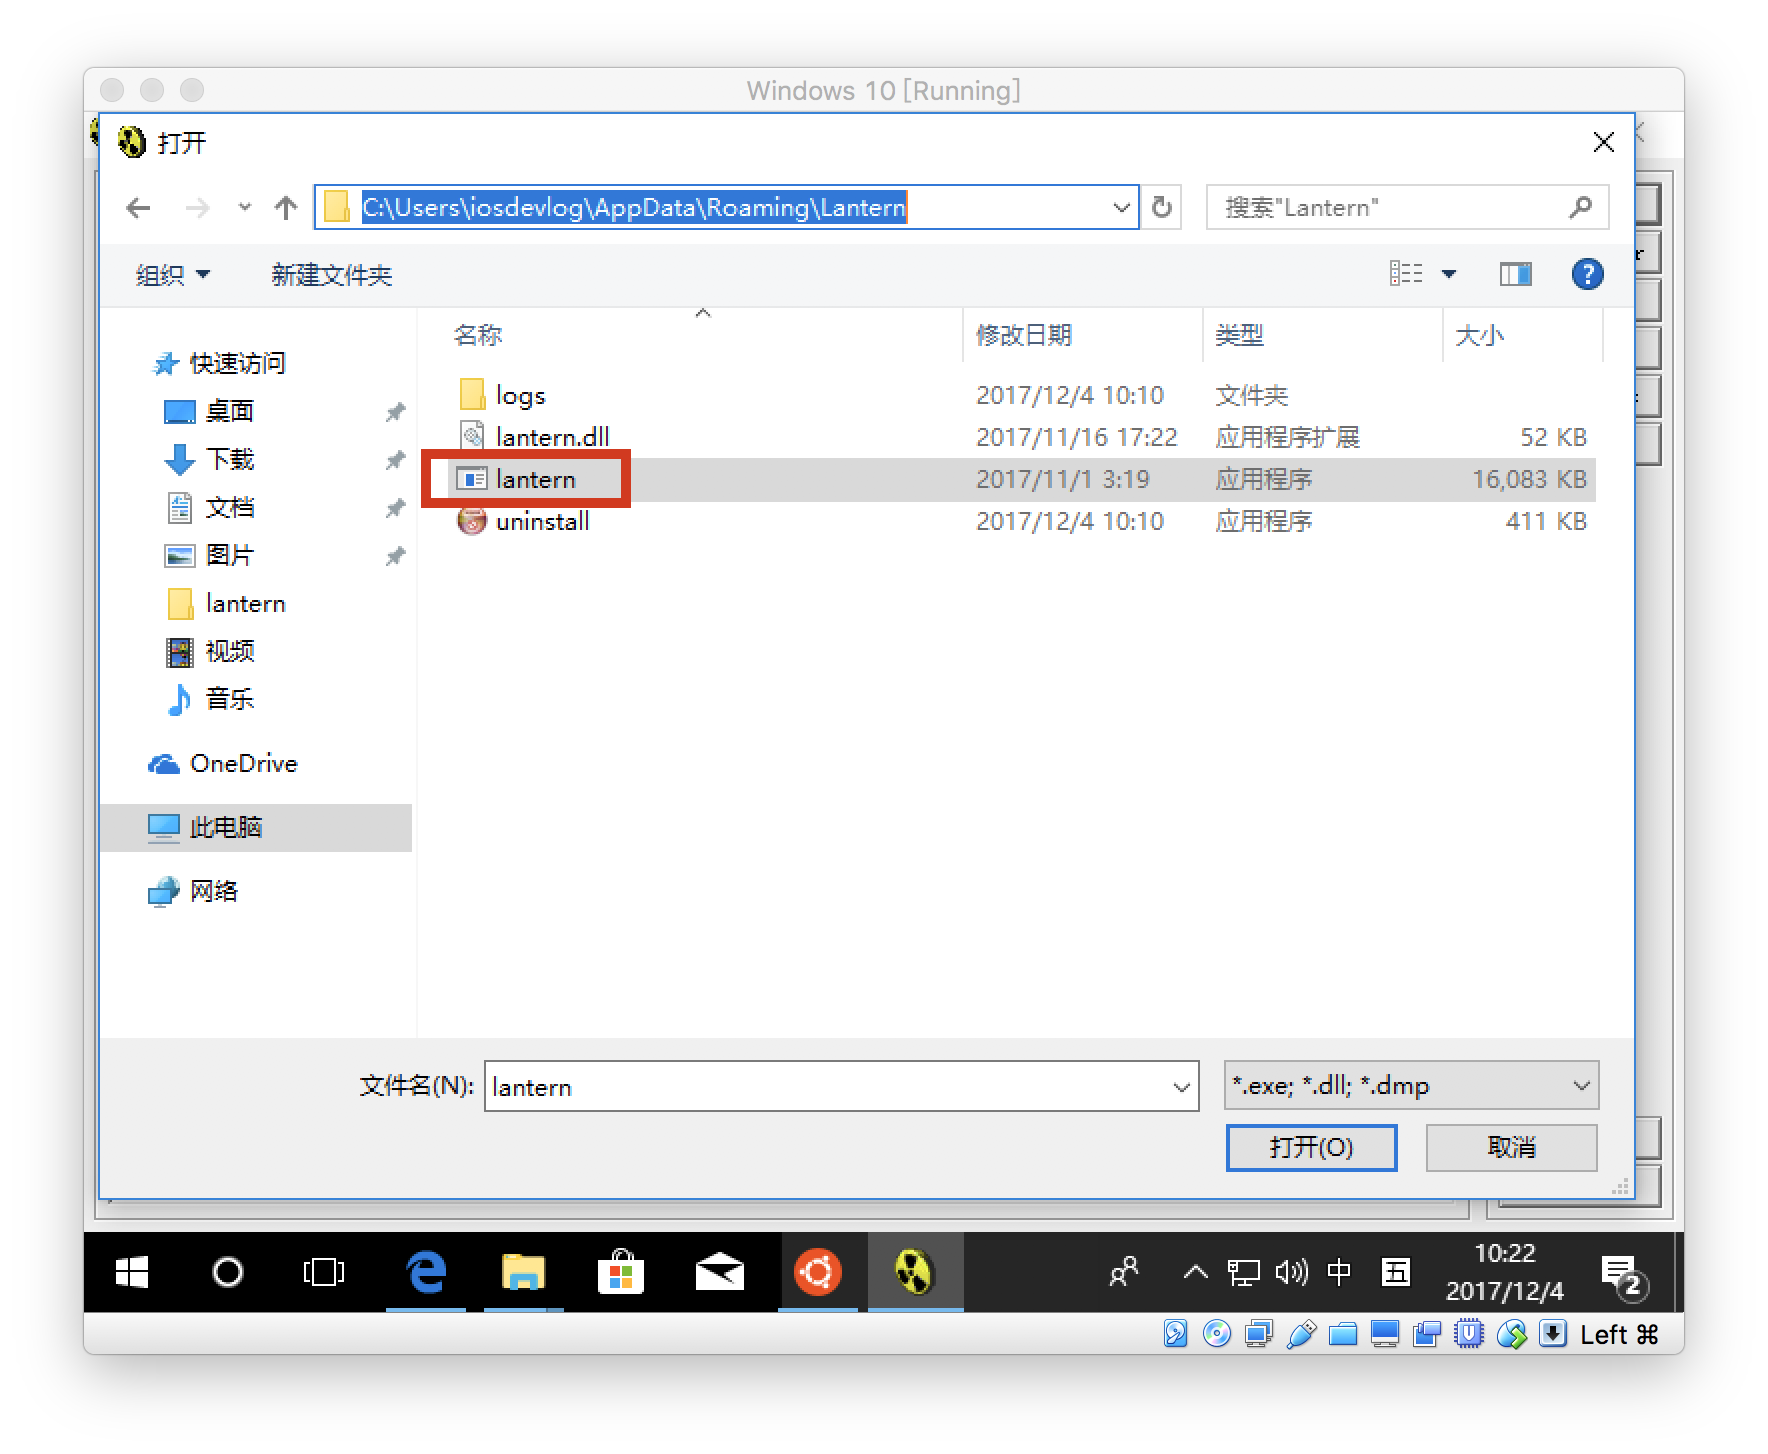 Windows 10 [Running]
打开
C:\Users\iosdevlog\AppData\Roaming\Lantern
搜索"Lantern"
组织
新建文件夹
名称 修改日期 类型 大小
快速访问
桌面
下载
文档
图片
lantern
视频
音乐
OneDrive
此电脑
网络
logs 2017/12/4 10:10 文件夹
lantern.dll 2017/11/16 17:22 应用程序扩展 52 KB
lantern 2017/11/1 3:19 应用程序 16,083 KB
uninstall 2017/12/4 10:10 应用程序 411 KB
文件名(N): lantern *.exe; *.dll; *.dmp
打开(O) 取消
中 五 10:22
2017/12/4
2
Left ⌘